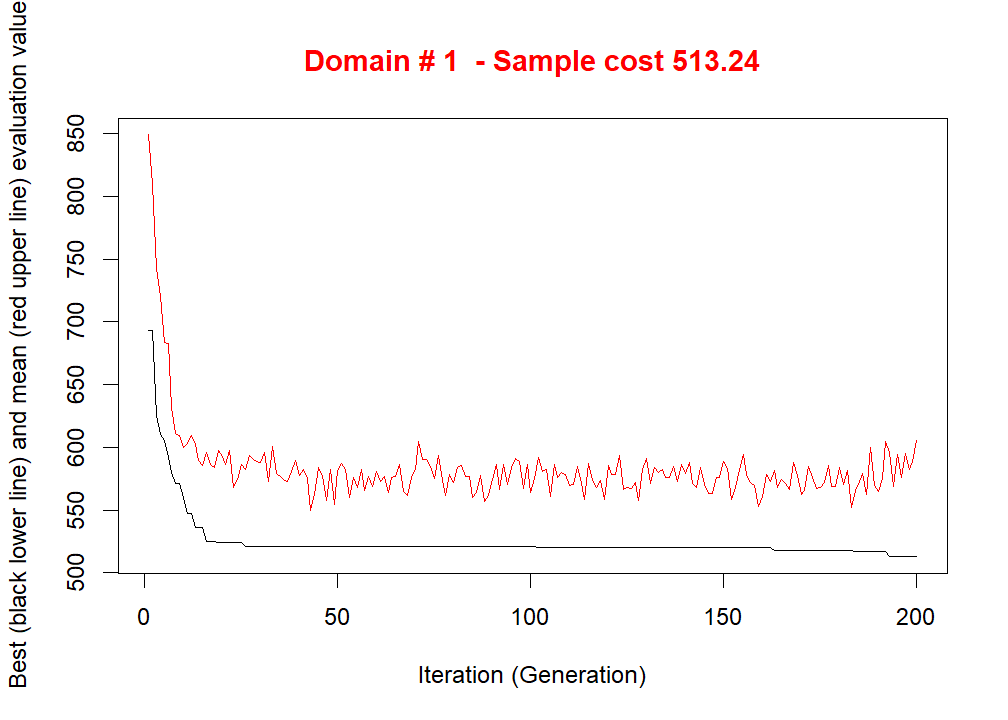 Domain # 1 - Sample cost 513.24
Best (black lower line) and mean (red upper line) evaluation value
850
800
750
700
650
600
550
500
0 50 100 150 200
Iteration (Generation)